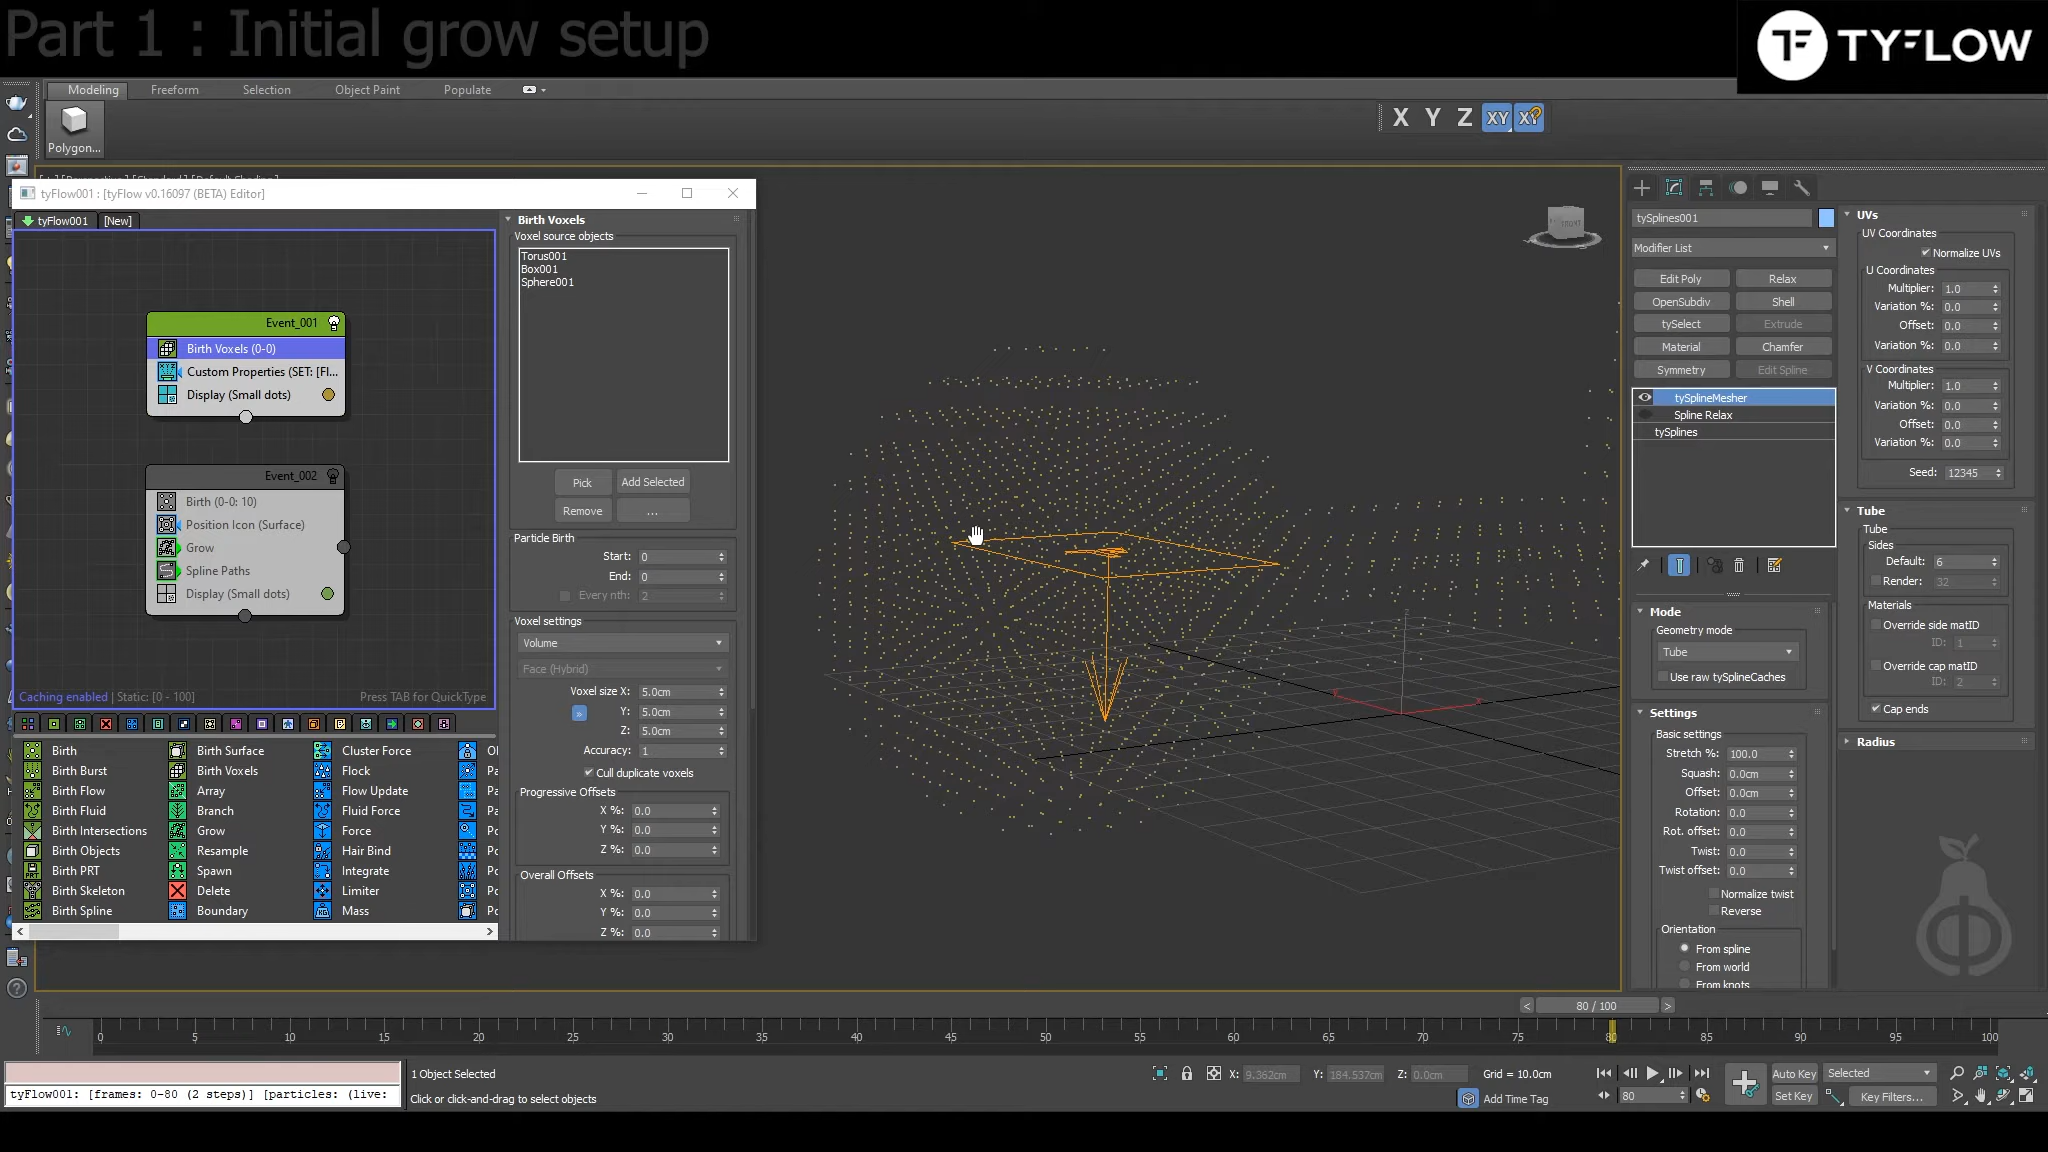 Part 1 : Initial grow setup
TYFLOW
Modeling
Freeform
Selection
Object Paint
Populate
Polygon...
X Y Z XY XY
tyFlow001 : [tyFlow v0.16097 (BETA) Editor]
tyFlow001
[New]
Event_001
Birth Voxels (0-0)
Custom Properties (SET: [Fl...
Display (Small dots)
Event_002
Birth (0-0: 10)
Position Icon (Surface)
Grow
Spline Paths
Display (Small dots)
Caching enabled | Static: [0 - 100]
Press TAB for QuickType
Birth
Birth Burst
Birth Flow
Birth Fluid
Birth Intersections
Birth Objects
Birth PRT
Birth Skeleton
Birth Spline
Birth Surface
Birth Voxels
Array
Branch
Grow
Resample
Spawn
Delete
Boundary
Cluster Force
Flock
Flow Update
Fluid Force
Force
Hair Bind
Integrate
Limiter
Mass
Birth Voxels
Voxel source objects
Torus001
Box001
Sphere001
Pick
Add Selected
Remove
...
Particle Birth
Start: 0
End: 0
Every nth: 2
Voxel settings
Volume
Face (Hybrid)
Voxel size X: 5.0cm
Y: 5.0cm
Z: 5.0cm
Accuracy: 1
Cull duplicate voxels
Progressive Offsets
X %: 0.0
Y %: 0.0
Z %: 0.0
Overall Offsets
X %: 0.0
Y %: 0.0
Z %: 0.0
FRONT
tySplines001
Modifier List
Edit Poly
Relax
OpenSubdiv
Shell
tySelect
Extrude
Material
Chamfer
Symmetry
Edit Spline
tySplineMesher
Spline Relax
tySplines
Mode
Geometry mode
Tube
Use raw tySplineCaches
Settings
Basic settings
Stretch %: 100.0
Squash: 0.0cm
Offset: 0.0cm
Rotation: 0.0
Rot. offset: 0.0
Twist: 0.0
Twist offset: 0.0
Normalize twist
Reverse
Orientation
From spline
From world
From knots
UVs
UV Coordinates
Normalize UVs
U Coordinates
Multiplier: 1.0
Variation %: 0.0
Offset: 0.0
Variation %: 0.0
V Coordinates
Multiplier: 1.0
Variation %: 0.0
Offset: 0.0
Variation %: 0.0
Seed: 12345
Tube
Tube
Sides
Default: 6
Render: 32
Materials
Override side matID
ID: 1
Override cap matID
ID: 2
Cap ends
Radius
< 80 / 100 >
0 5 10 15 20 25 30 35 40 45 50 55 60 65 70 75 80 85 90 95 100
tyFlow001: [frames: 0-80 (2 steps)] [particles: (live:
1 Object Selected
Click or click-and-drag to select objects
X: 9.362cm
Y: 184.537cm
Z: 0.0cm
Grid = 10.0cm
Add Time Tag
80
Auto Key
Selected
Set Key
Key Filters...